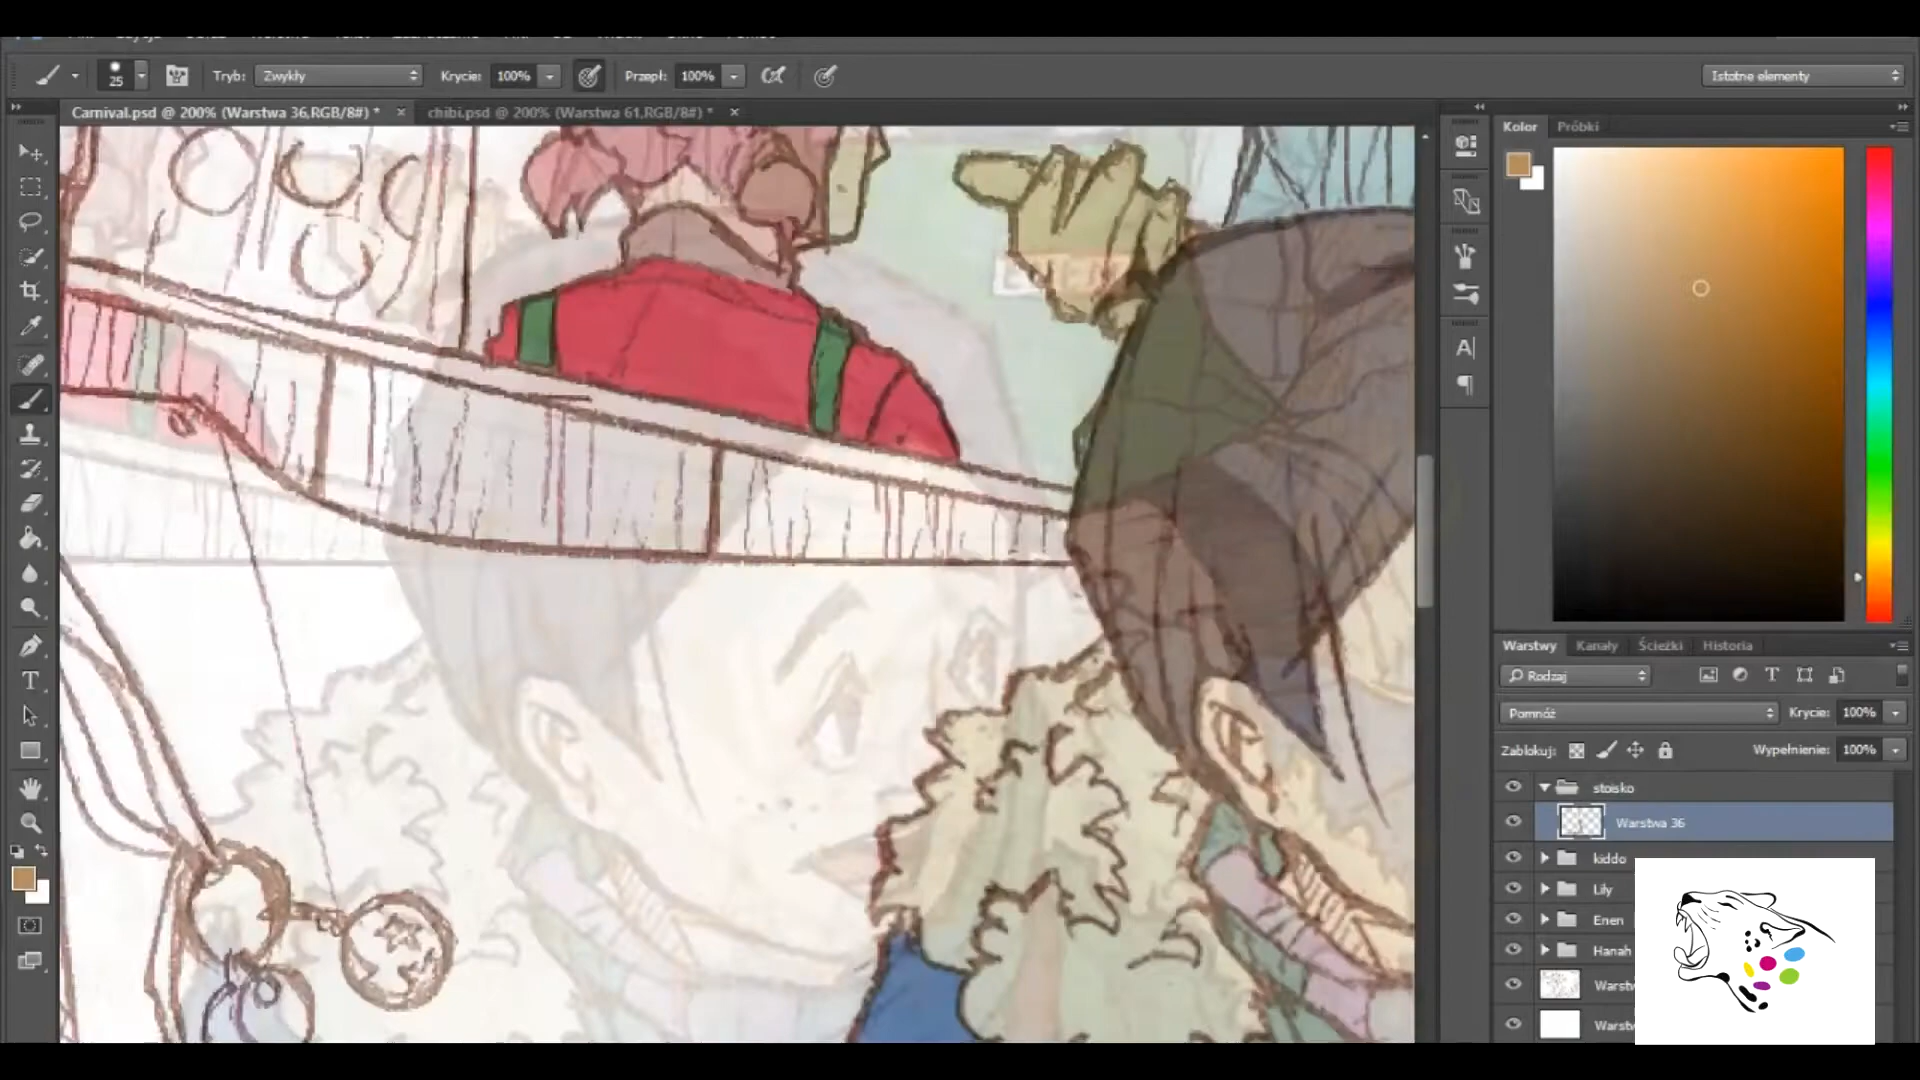 25 Tryb: Zwykły Krycie: 100% Przepł: 100% Istotne elementy
Carnival.psd @ 200% (Warstwa 36,RGB/8#) * × chibi.psd @ 200% (Warstwa 61,RGB/8#) * ×
Kolor Próbki
A|
T
Warstwy Kanały Ścieżki Historia
Rodzaj T
Pomnóż Krycie: 100%
Zablokuj: Wypełnienie: 100%
stoisko
Warstwa 36
kiddo
Lily
Enen
Hanah
Warstw
Warstw